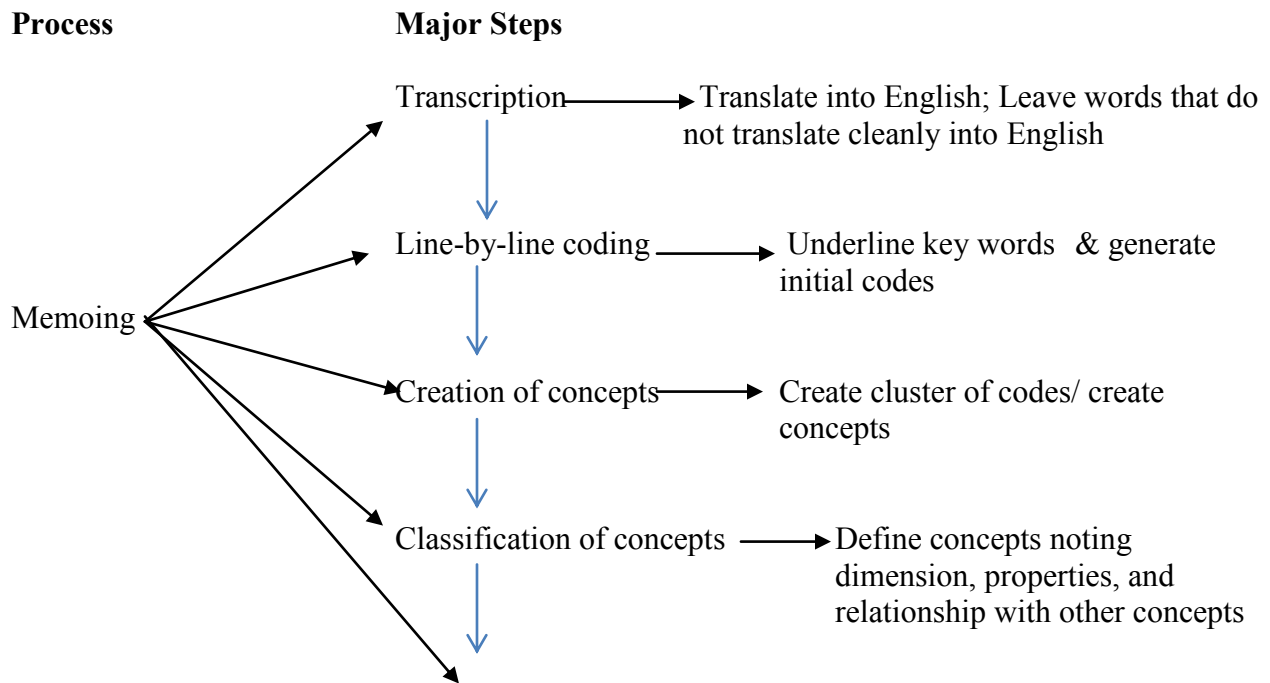 Process Major Steps
Transcription Translate into English; Leave words that do
not translate cleanly into English
Line-by-line coding Underline key words & generate
initial codes
Memoing
Creation of concepts Create cluster of codes/ create
concepts
Classification of concepts Define concepts noting
dimension, properties, and
relationship with other concepts